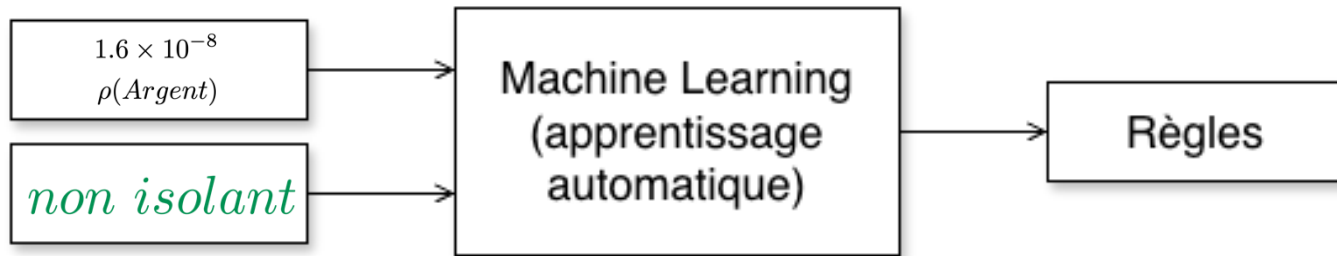 1.6 × 10⁻⁸
ρ(Argent)
non isolant
Machine Learning
(apprentissage
automatique)
Règles